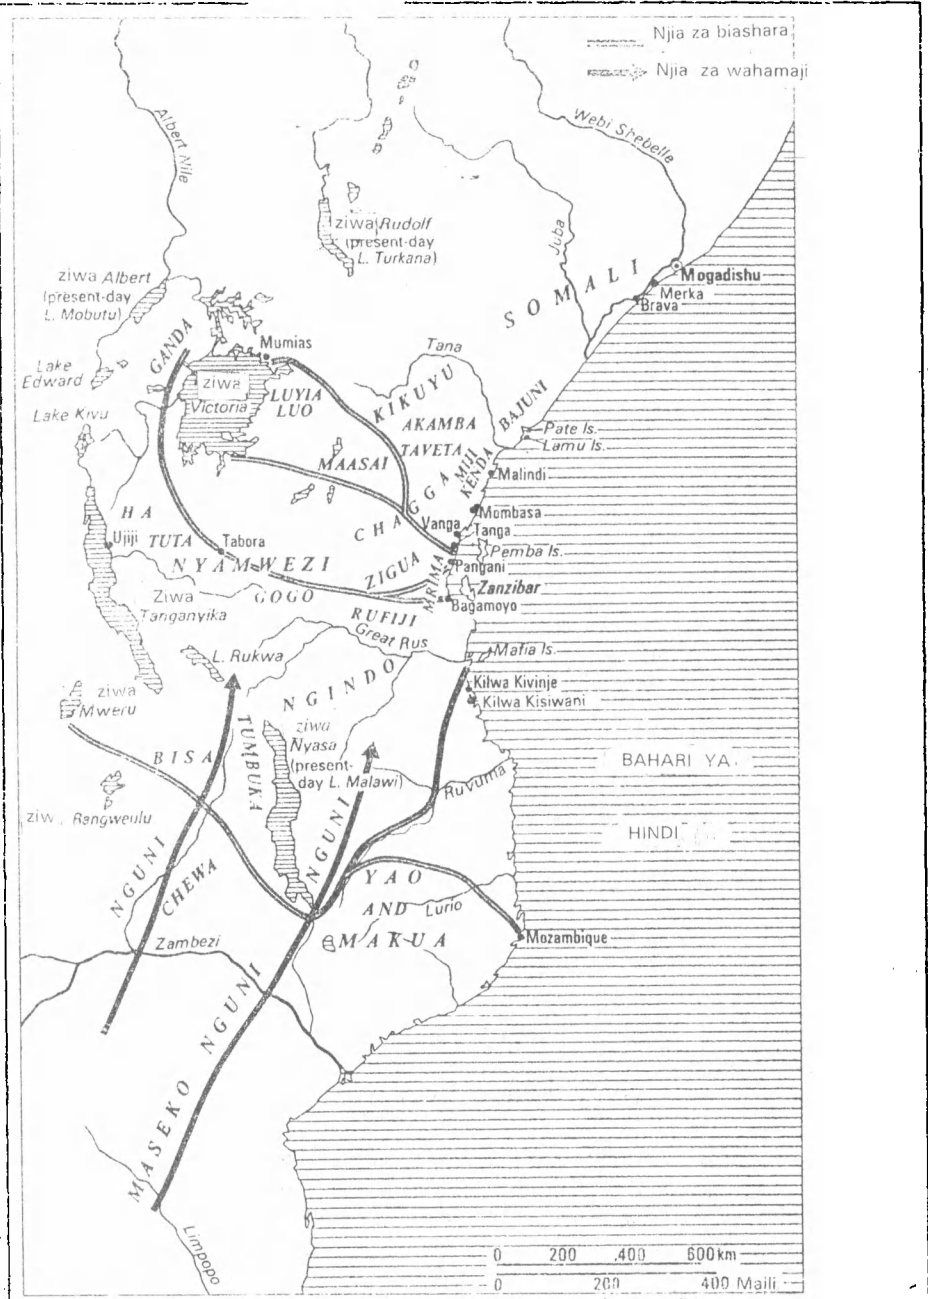 Njia za biashara
Njia za wahamaji
Albert Nile
Webi Shebelle
Juba
ziwa Rudolf
(present-day
L. Turkana)
SOMALI
Mogadishu
Merka
Brava
ziwa Albert
(present-day
L. Mobutu)
GANDA
Mumias
Tana
Lake
Edward
ziwa
Victoria
LUYIA
LUO
KIKUYU
AKAMBA
TAVETA
BAJUNI
Lake Kivu
Pate Is.
Lamu Is.
MAASAI
MIJI
KENDA
Malindi
CHAGGA
Mombasa
HA
Vanga
Tanga
Ujiji
TUTA
Tabora
Pemba Is.
NYAMWEZI
ZIGUA
Pangani
MRIMA
Zanzibar
GOGO
Bagamoyo
Ziwa
Tanganyika
RUFIJI
Great Rus
Mafia Is.
L. Rukwa
NGINDO
Kilwa Kivinje
Kilwa Kisiwani
ziwa
Mweru
ziwa
Nyasa
(present-
day L. Malawi)
BISA
TUMBUKA
BAHARI YA
Ruvuma
ziw. Rangweulu
HINDI
NGUNI
NGUNI
CHEWA
YAO
AND
MAKUA
Lurio
Mozambique
Zambezi
NGUNI
MASEKO
Limpopo
0 200 400 600km
0 200 400 Maili